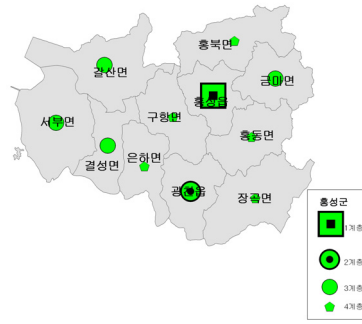 홍북면
갈산면
금마면
홍성읍
서부면
구항면
홍동면
은하면
결성면
광천읍
장곡면
홍성군
1계층
2계층
3계층
4계층